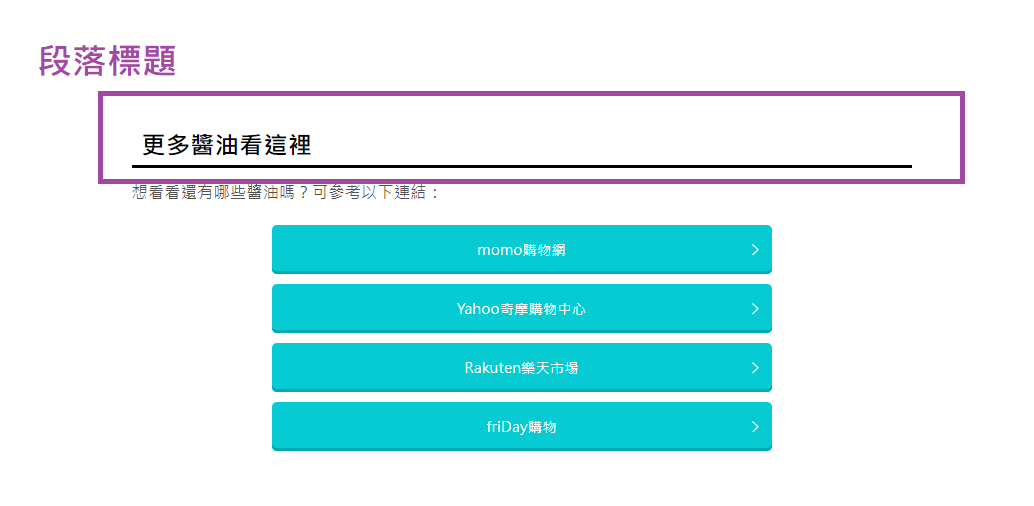 段落標題
更多醬油看這裡
想看看還有哪些醬油嗎？可參考以下連結：
momo購物網
Yahoo奇摩購物中心
Rakuten樂天市場
friDay購物